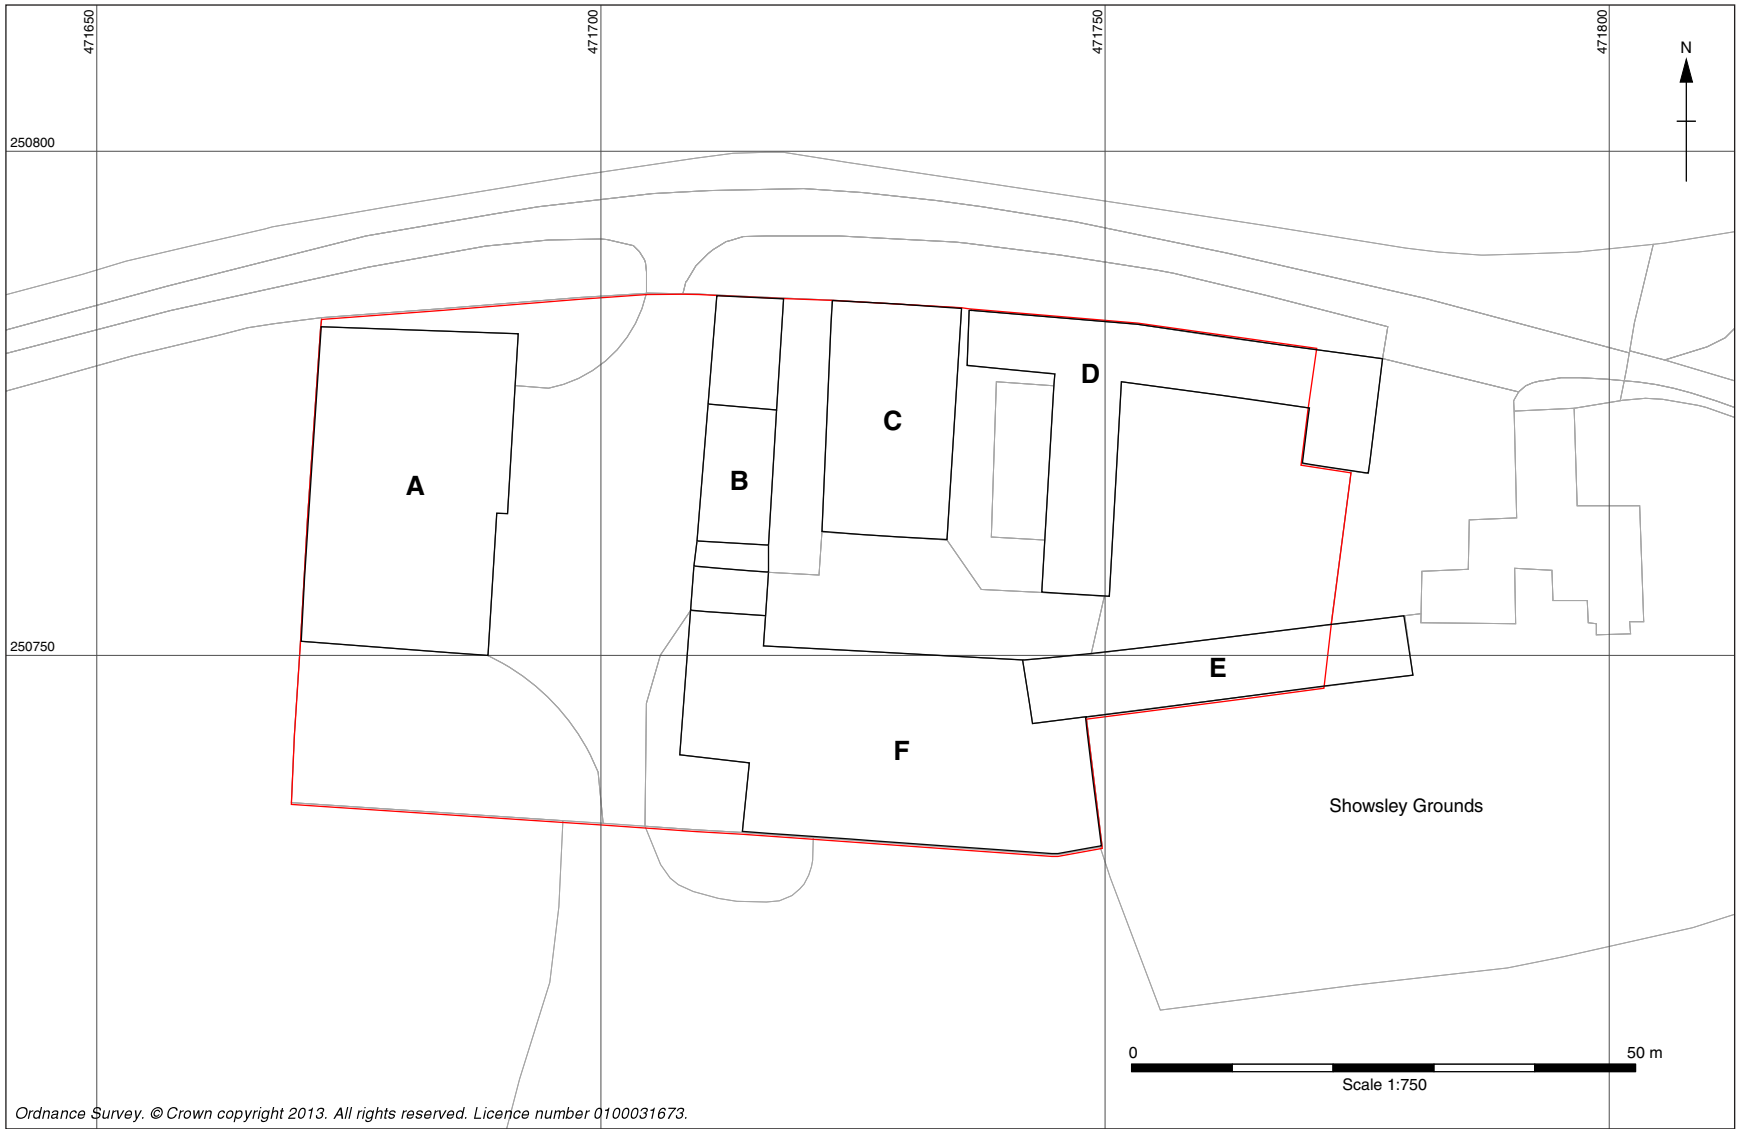 471650
471700
471750
471800
N
250800
D
C
B
A
250750
E
F
Showsley Grounds
0 50 m
Scale 1:750
Ordnance Survey. © Crown copyright 2013. All rights reserved. Licence number 0100031673.